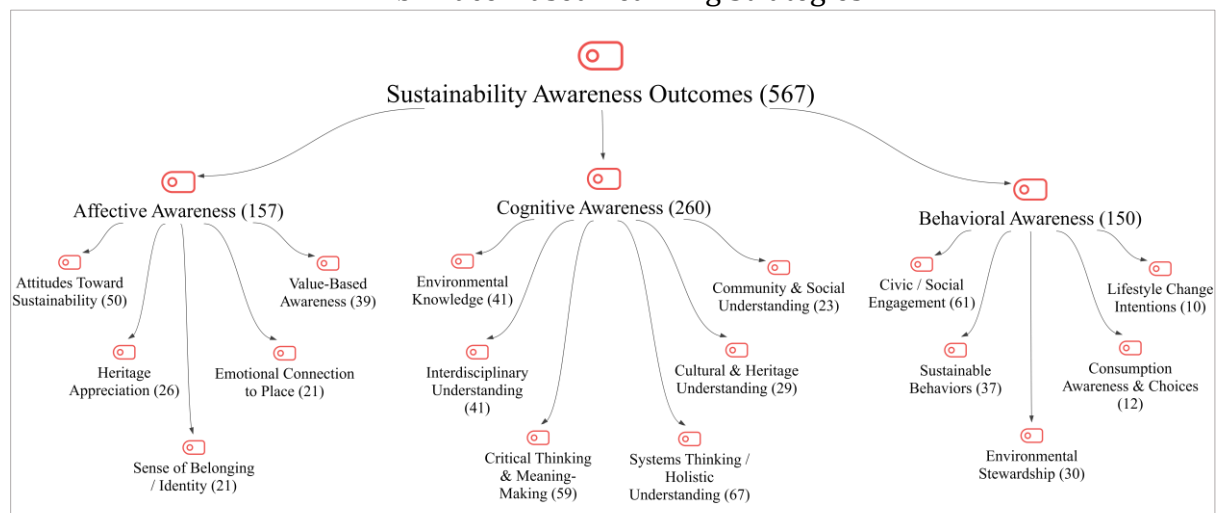 Sustainability Awareness Outcomes (567)
Affective Awareness (157)
Cognitive Awareness (260)
Behavioral Awareness (150)
Attitudes Toward
Sustainability (50)
Value-Based
Awareness (39)
Heritage
Appreciation (26)
Emotional Connection
to Place (21)
Sense of Belonging
/ Identity (21)
Environmental
Knowledge (41)
Community & Social
Understanding (23)
Interdisciplinary
Understanding
(41)
Cultural & Heritage
Understanding (29)
Critical Thinking
& Meaning-
Making (59)
Systems Thinking /
Holistic
Understanding (67)
Civic / Social
Engagement (61)
Lifestyle Change
Intentions (10)
Sustainable
Behaviors (37)
Consumption
Awareness & Choices
(12)
Environmental
Stewardship (30)